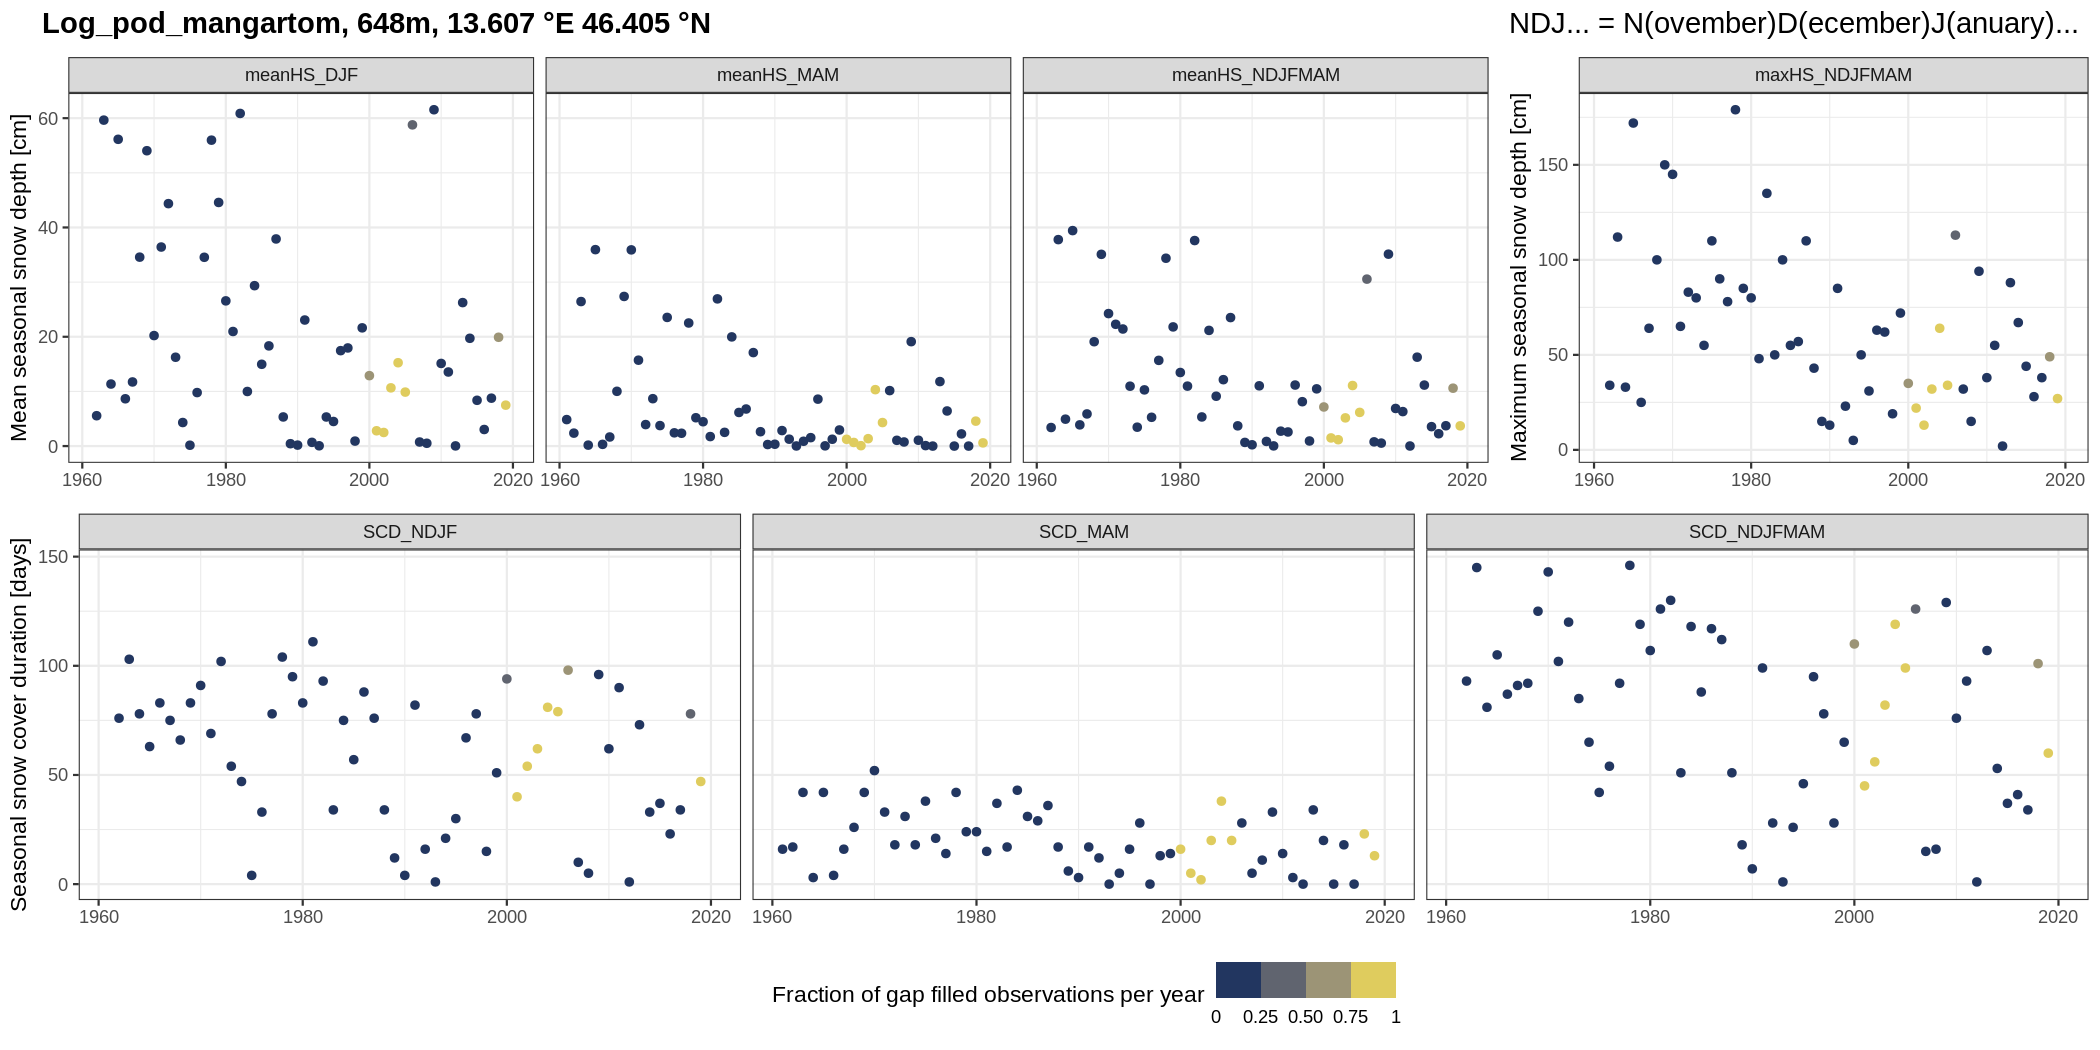 Log_pod_mangartom, 648m, 13.607 °E 46.405 °N
NDJ... = N(ovember)D(ecember)J(anuary)...
meanHS_DJF
meanHS_MAM
meanHS_NDJFMAM
maxHS_NDJFMAM
Mean seasonal snow depth [cm]
60
40
20
0
1960 1980 2000 2020
1960 1980 2000 2020
1960 1980 2000 2020
Maximum seasonal snow depth [cm]
150
100
50
0
1960 1980 2000 2020
SCD_NDJF
SCD_MAM
SCD_NDJFMAM
Seasonal snow cover duration [days]
150
100
50
0
1960 1980 2000 2020
1960 1980 2000 2020
1960 1980 2000 2020
Fraction of gap filled observations per year
0 0.25 0.50 0.75 1